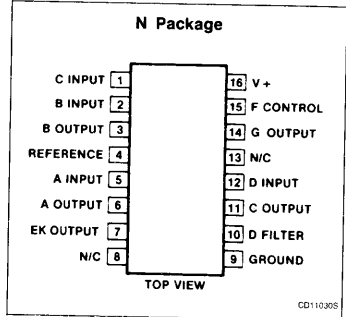 N Package
C INPUT 1
B INPUT 2
B OUTPUT 3
REFERENCE 4
A INPUT 5
A OUTPUT 6
EK OUTPUT 7
N/C 8
16 V+
15 F CONTROL
14 G OUTPUT
13 N/C
12 D INPUT
11 C OUTPUT
10 D FILTER
9 GROUND
TOP VIEW
CD11030S